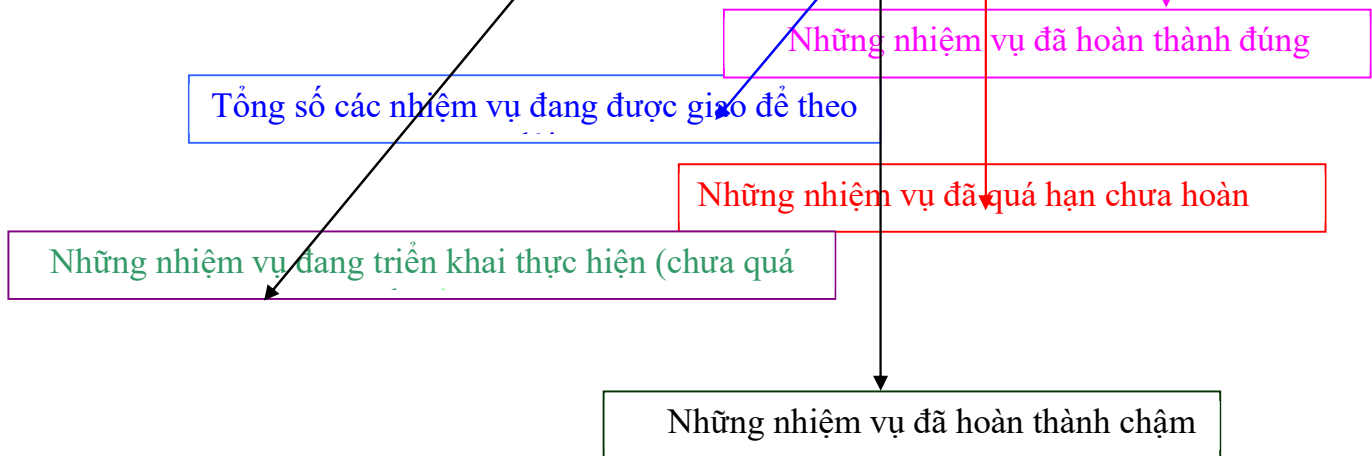 Những nhiệm vụ đã hoàn thành đúng
Tổng số các nhiệm vụ đang được giao để theo
Những nhiệm vụ đã quá hạn chưa hoàn
Những nhiệm vụ đang triển khai thực hiện (chưa quá
Những nhiệm vụ đã hoàn thành chậm